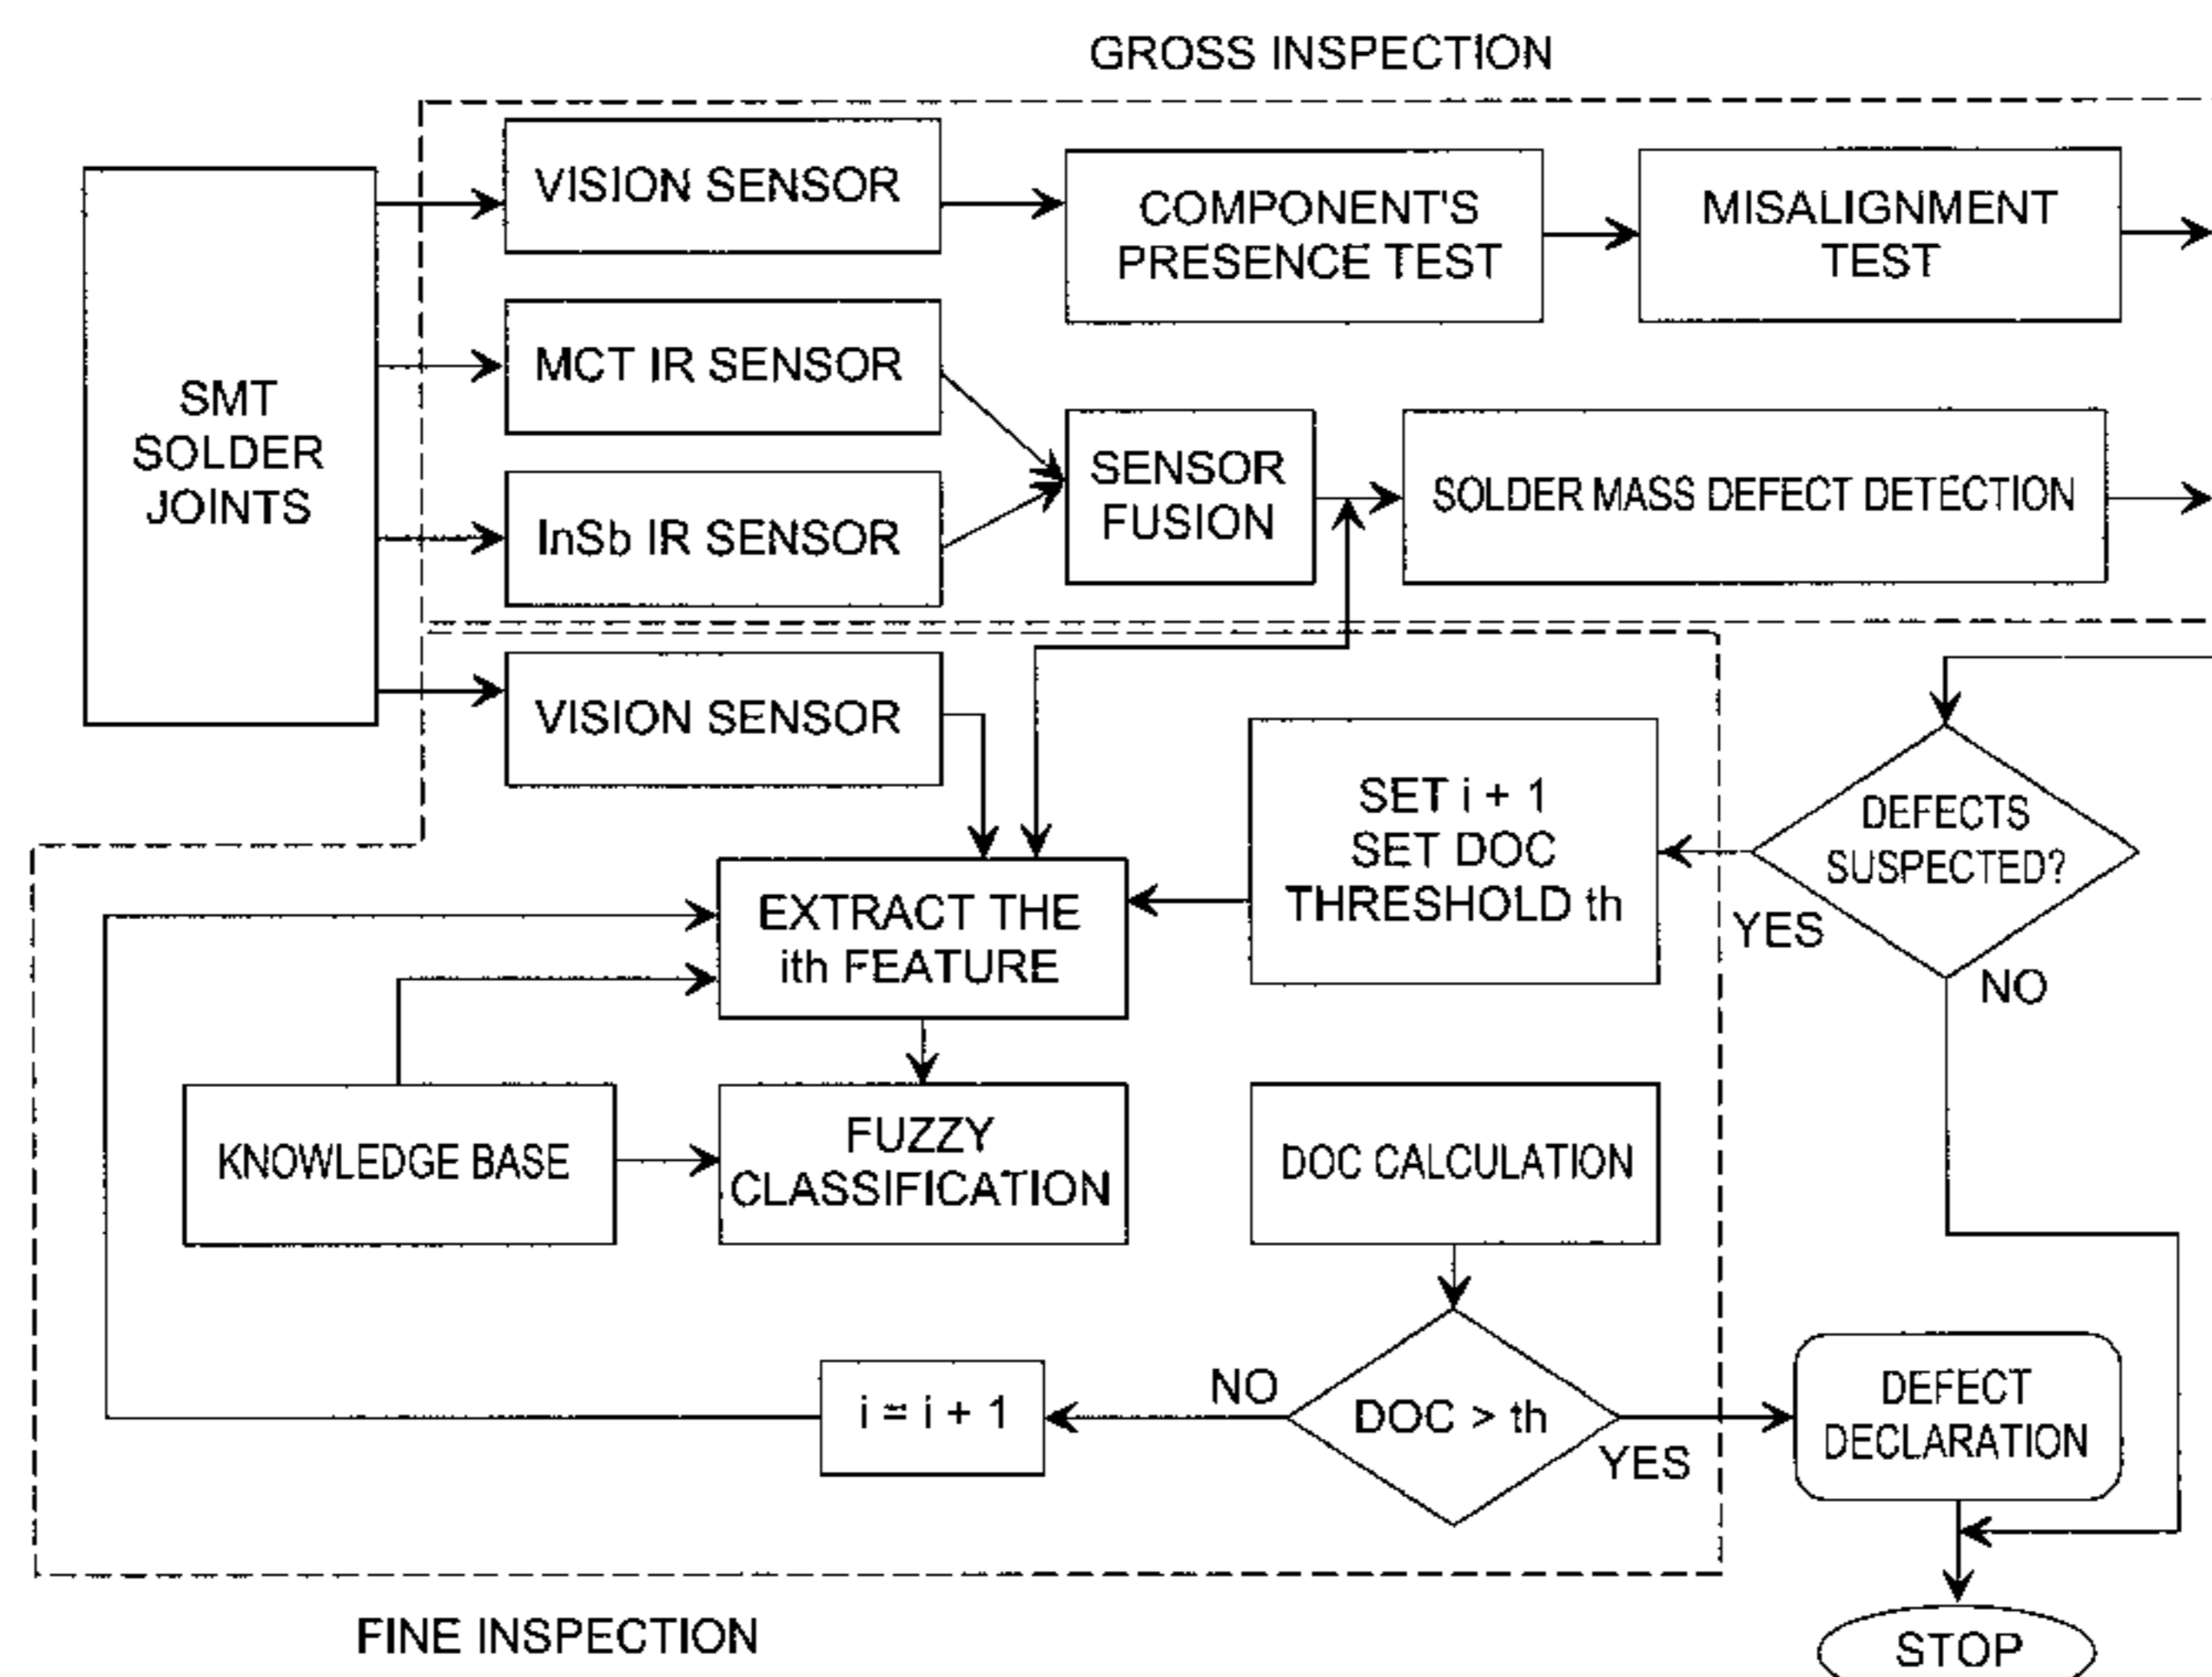 GROSS INSPECTION
VISION SENSOR
COMPONENT'S
PRESENCE TEST
MISALIGNMENT
TEST
SMT
SOLDER
JOINTS
MCT IR SENSOR
InSb IR SENSOR
SENSOR
FUSION
SOLDER MASS DEFECT DETECTION
VISION SENSOR
SET i + 1
SET DOC
THRESHOLD th
DEFECTS
SUSPECTED?
YES
NO
EXTRACT THE
ith FEATURE
KNOWLEDGE BASE
FUZZY
CLASSIFICATION
DOC CALCULATION
i = i + 1
NO
DOC > th
YES
DEFECT
DECLARATION
FINE INSPECTION
STOP